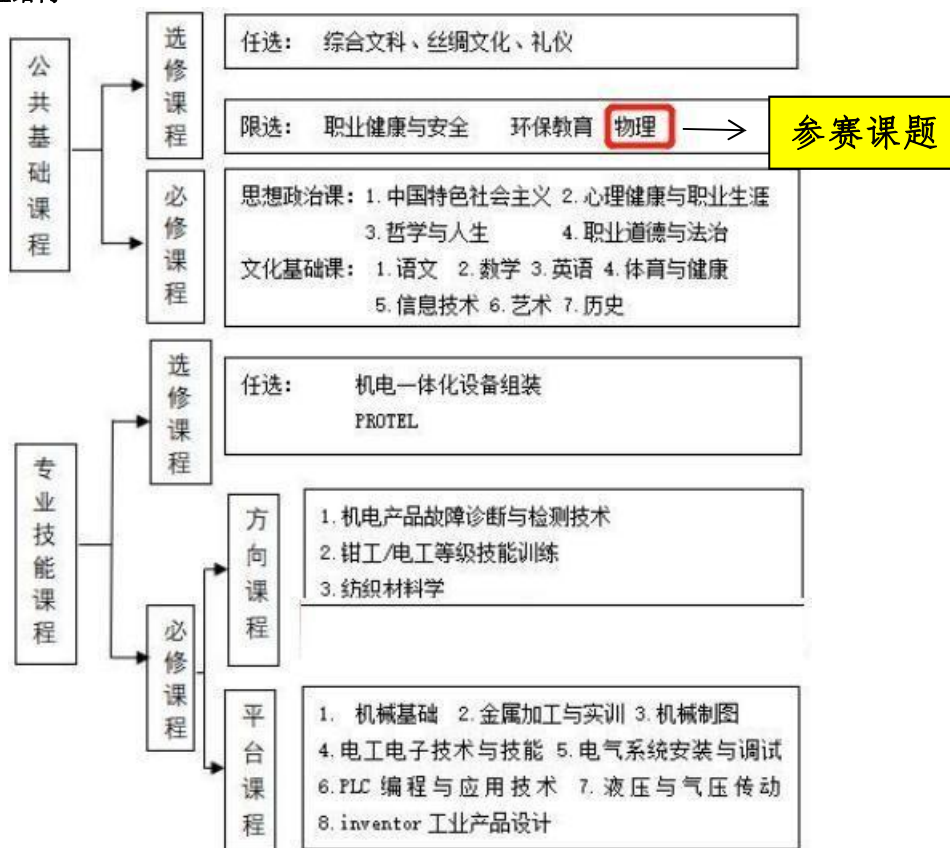 公共基础课程
选修课程
任选： 综合文科、丝绸文化、礼仪
限选： 职业健康与安全 环保教育 物理
参赛课题
必修课程
思想政治课：1.中国特色社会主义 2.心理健康与职业生涯
3.哲学与人生 4.职业道德与法治
文化基础课： 1.语文 2.数学 3.英语 4.体育与健康
5.信息技术 6.艺术 7.历史
专业技能课程
选修课程
任选： 机电一体化设备组装
PROTEL
必修课程
方向课程
1.机电产品故障诊断与检测技术
2.钳工/电工等级技能训练
3.纺织材料学
平台课程
1. 机械基础 2.金属加工与实训 3.机械制图
4.电工电子技术与技能 5.电气系统安装与调试
6.PLC 编程与应用技术 7.液压与气压传动
8.inventor 工业产品设计